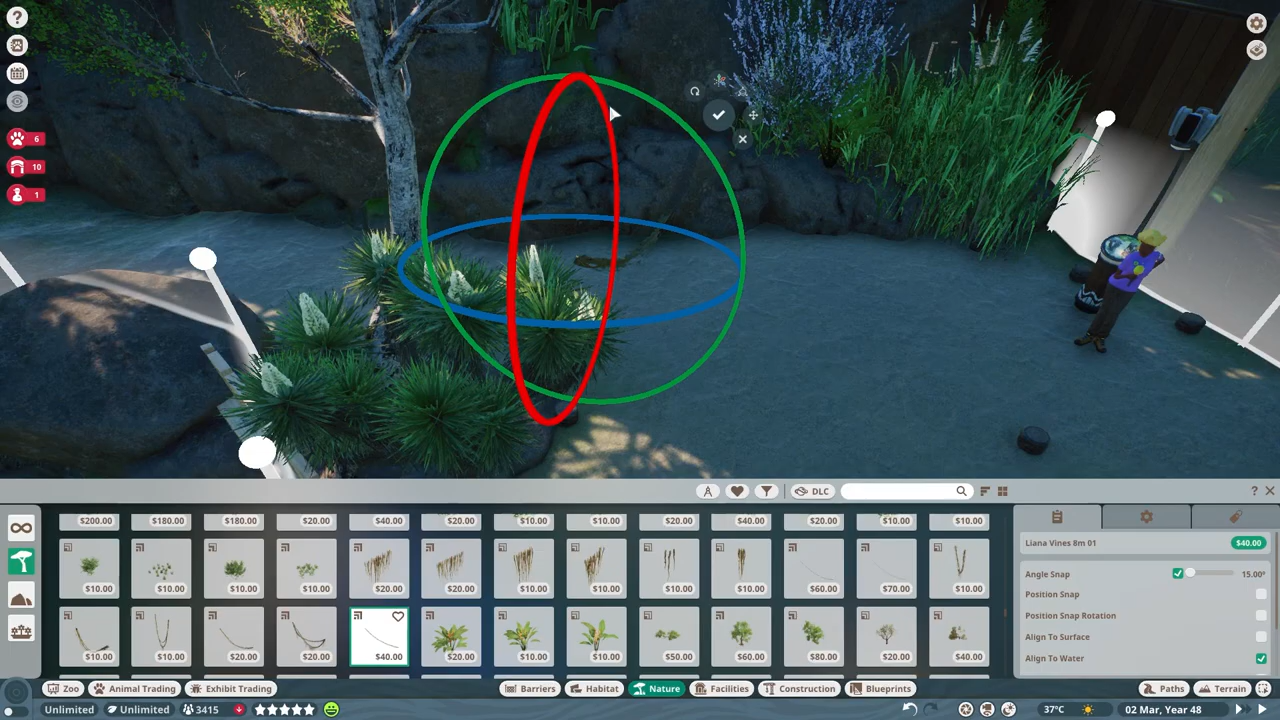 ?
6
10
1
DLC
? ×
$200.00 $180.00 $180.00 $20.00 $40.00 $20.00 $10.00 $10.00 $20.00 $40.00 $20.00 $10.00 $10.00
$10.00 $10.00 $10.00 $10.00 $20.00 $20.00 $10.00 $10.00 $10.00 $10.00 $60.00 $70.00 $10.00
$10.00 $10.00 $20.00 $20.00 $40.00 $20.00 $10.00 $10.00 $50.00 $60.00 $80.00 $20.00 $40.00
Liana Vines 8m 01 $40.00
Angle Snap 15.00°
Position Snap
Position Snap Rotation
Align To Surface
Align To Water
Zoo Animal Trading Exhibit Trading Barriers Habitat Nature Facilities Construction Blueprints Paths Terrain
Unlimited Unlimited 3415 37°C 02 Mar, Year 48